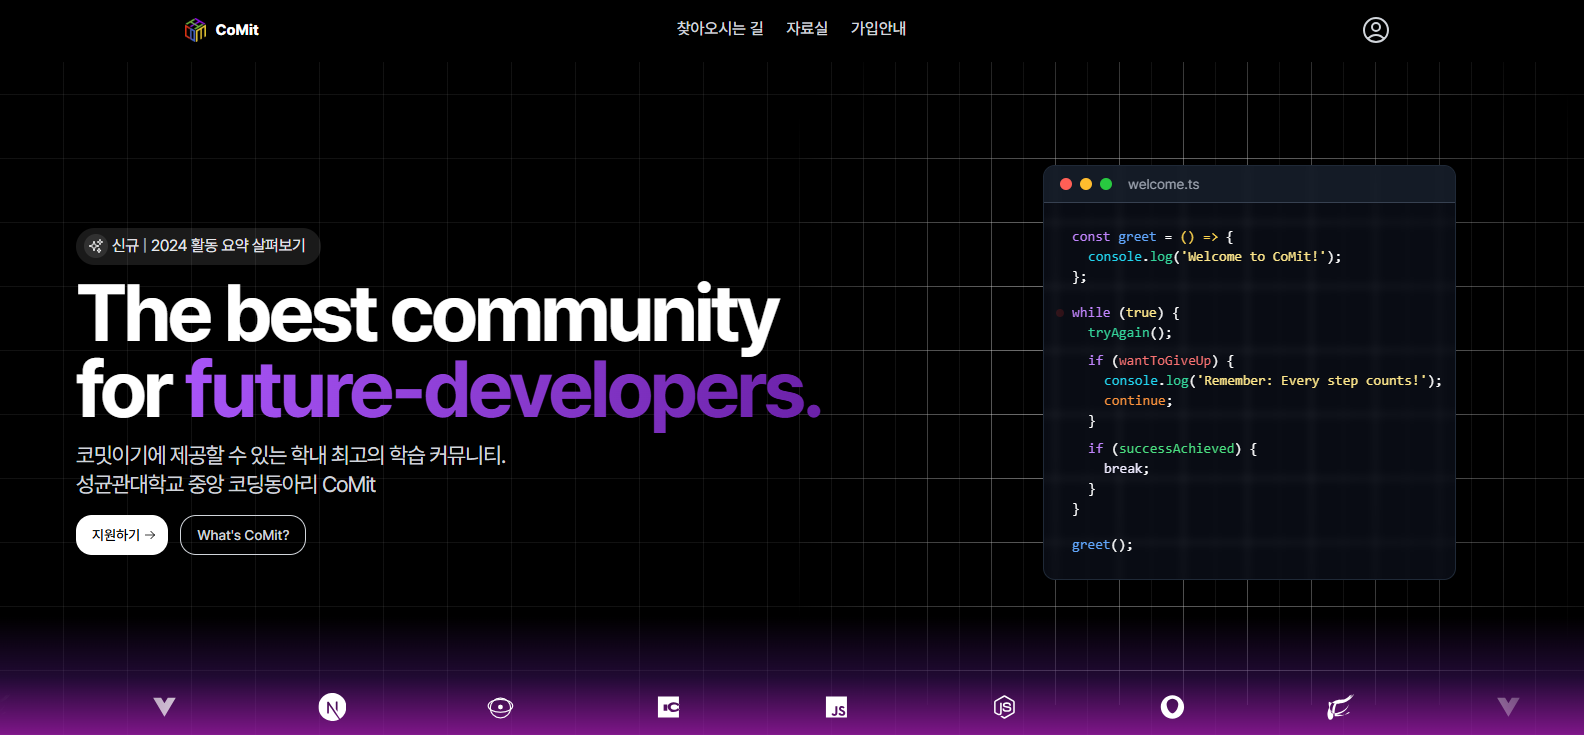 CoMit
찾아오시는 길 자료실 가입안내
신규 | 2024 활동 요약 살펴보기
The best community
for future-developers.
코밋이기에 제공할 수 있는 학내 최고의 학습 커뮤니티.
성균관대학교 중앙 코딩동아리 CoMit
지원하기 → What's CoMit?
welcome.ts
const greet = () => {
console.log('Welcome to CoMit!');
};
while (true) {
tryAgain();
if (wantToGiveUp) {
console.log('Remember: Every step counts!');
continue;
}
if (successAchieved) {
break;
}
}
greet();
N IC JS JS